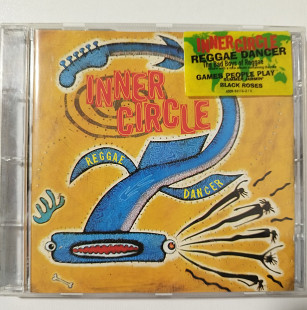 INNER CIRCLE
REGGAE DANCER
The Bad Boys of Reggae
GAMES PEOPLE PLAY
BLACK ROSES
INNER
CIRCLE
REGGAE
DANCER